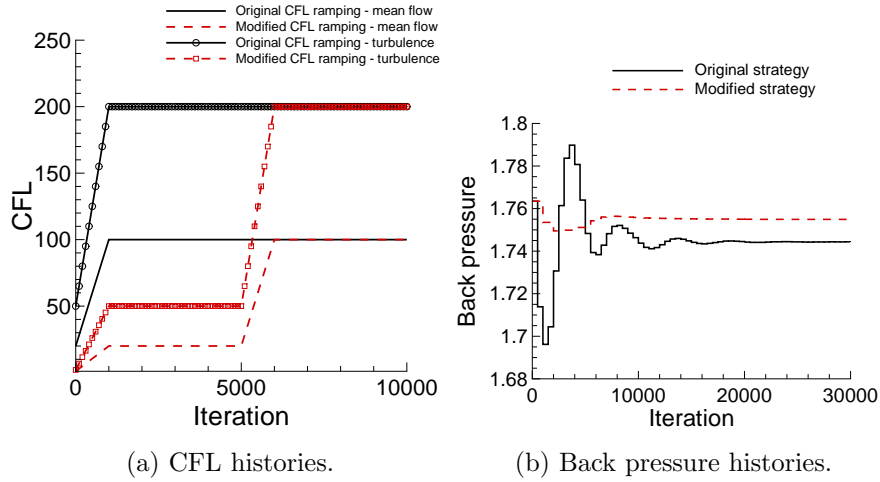 Original CFL ramping - mean flow
Modified CFL ramping - mean flow
Original CFL ramping - turbulence
Modified CFL ramping - turbulence
250
200
150
100
50
CFL
0
5000
10000
Iteration
(a) CFL histories.
Original strategy
Modified strategy
1.8
1.78
1.76
1.74
1.72
1.7
1.68
Back pressure
0
10000
20000
30000
Iteration
(b) Back pressure histories.